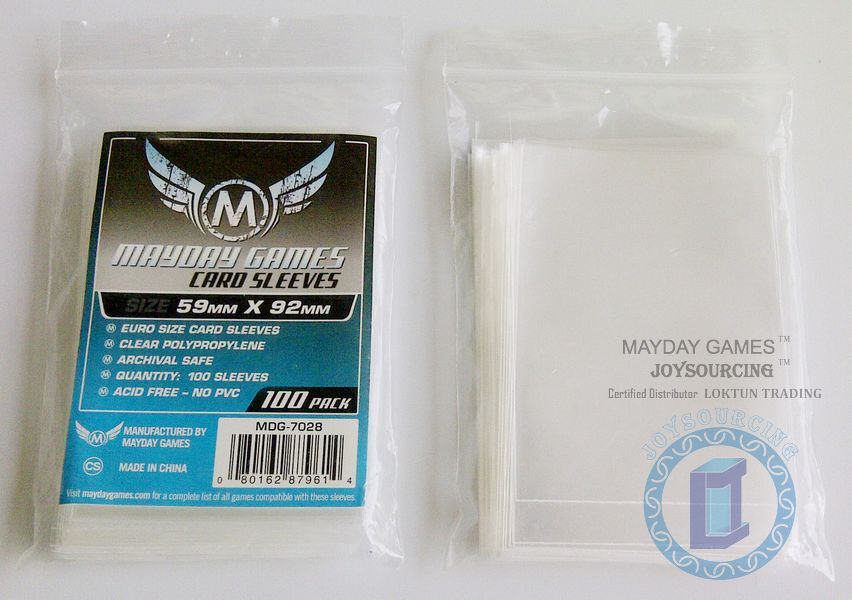 M
MAYDAY GAMES
CARD SLEEVES
SIZE 59MM X 92MM
M EURO SIZE CARD SLEEVES
M CLEAR POLYPROPYLENE
M ARCHIVAL SAFE
M QUANTITY: 100 SLEEVES
M ACID FREE - NO PVC
100 PACK
M MANUFACTURED BY
MAYDAY GAMES
CS MADE IN CHINA
MDG-7028
0 80162 87961 4
Visit maydaygames.com for a complete list of all games compatible with these sleeves.
MAYDAY GAMES™
JOYSOURCING™
Certified Distributor LOKTUN TRADING
JOYSOURCING